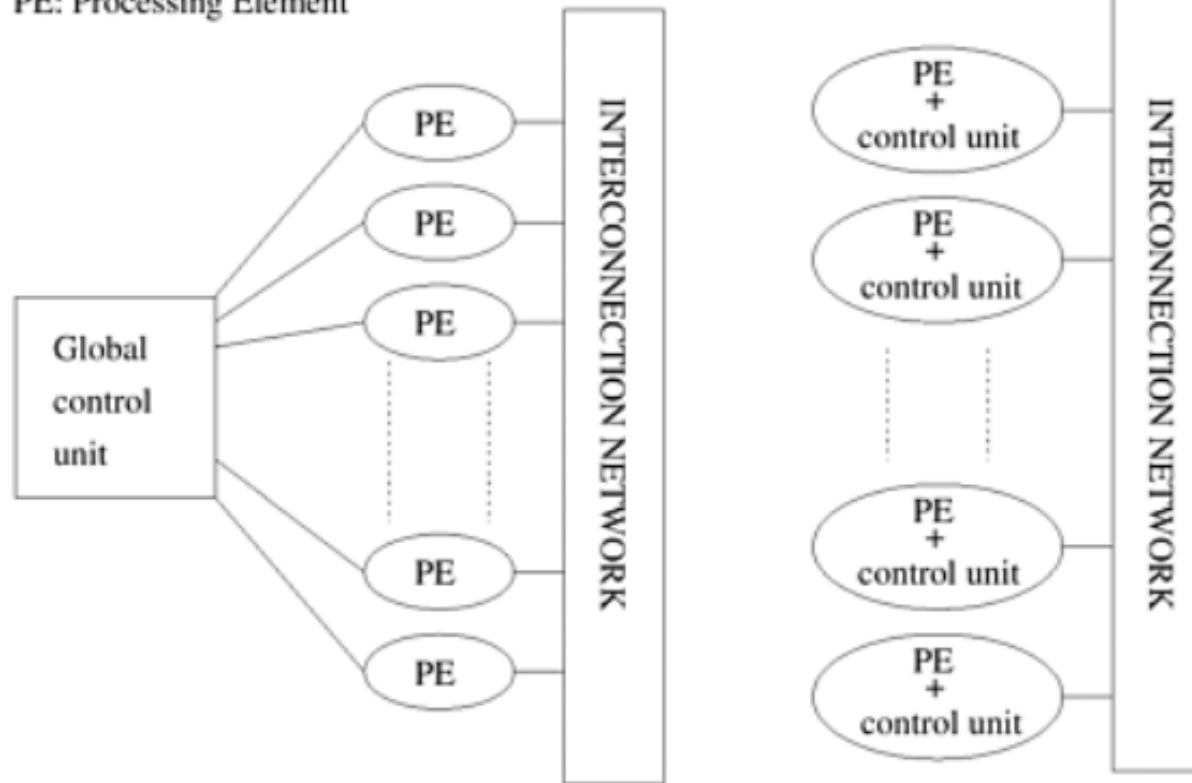 PE: Processing Element
PE
PE
PE
Global
control
unit
PE
PE
INTERCONNECTION NETWORK
PE
+
control unit
PE
+
control unit
PE
+
control unit
PE
+
control unit
INTERCONNECTION NETWORK